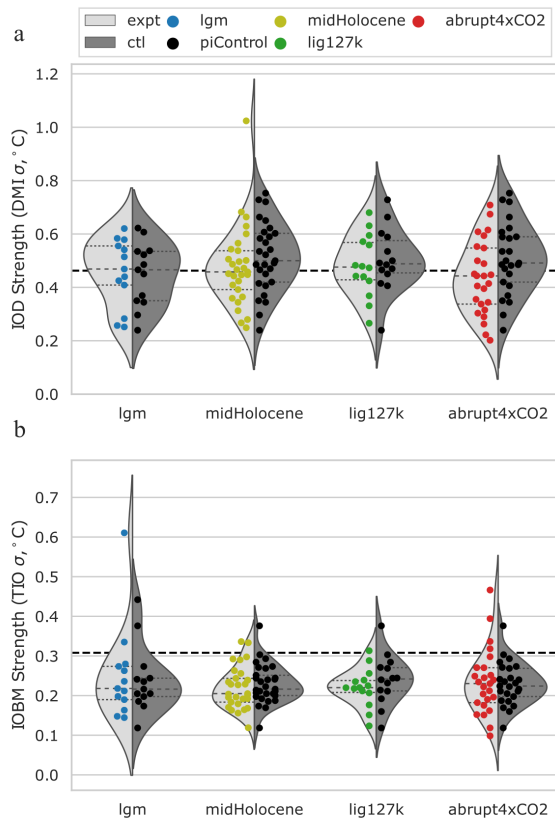 expt lgm midHolocene abrupt4xCO2
ctl piControl lig127k
a
1.2
1.0
0.8
0.6
0.4
0.2
0.0
IOD Strength (DMI σ, °C)
lgm midHolocene lig127k abrupt4xCO2
b
0.7
0.6
0.5
0.4
0.3
0.2
0.1
0.0
IOBM Strength (TIO σ, °C)
lgm midHolocene lig127k abrupt4xCO2